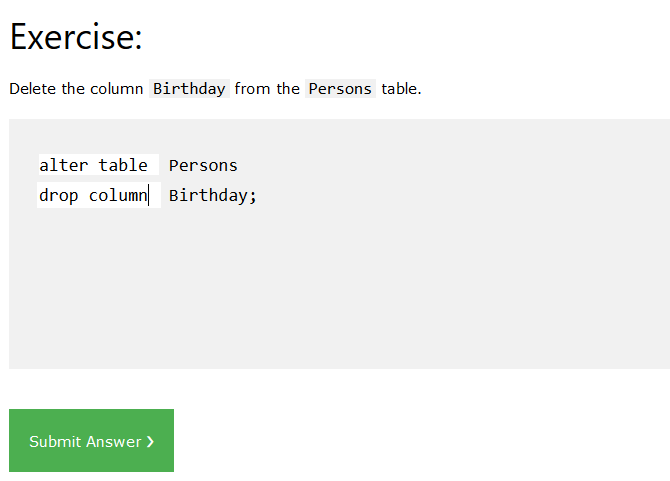 Exercise:
Delete the column Birthday from the Persons table.
alter table Persons
drop column Birthday;
Submit Answer ❯